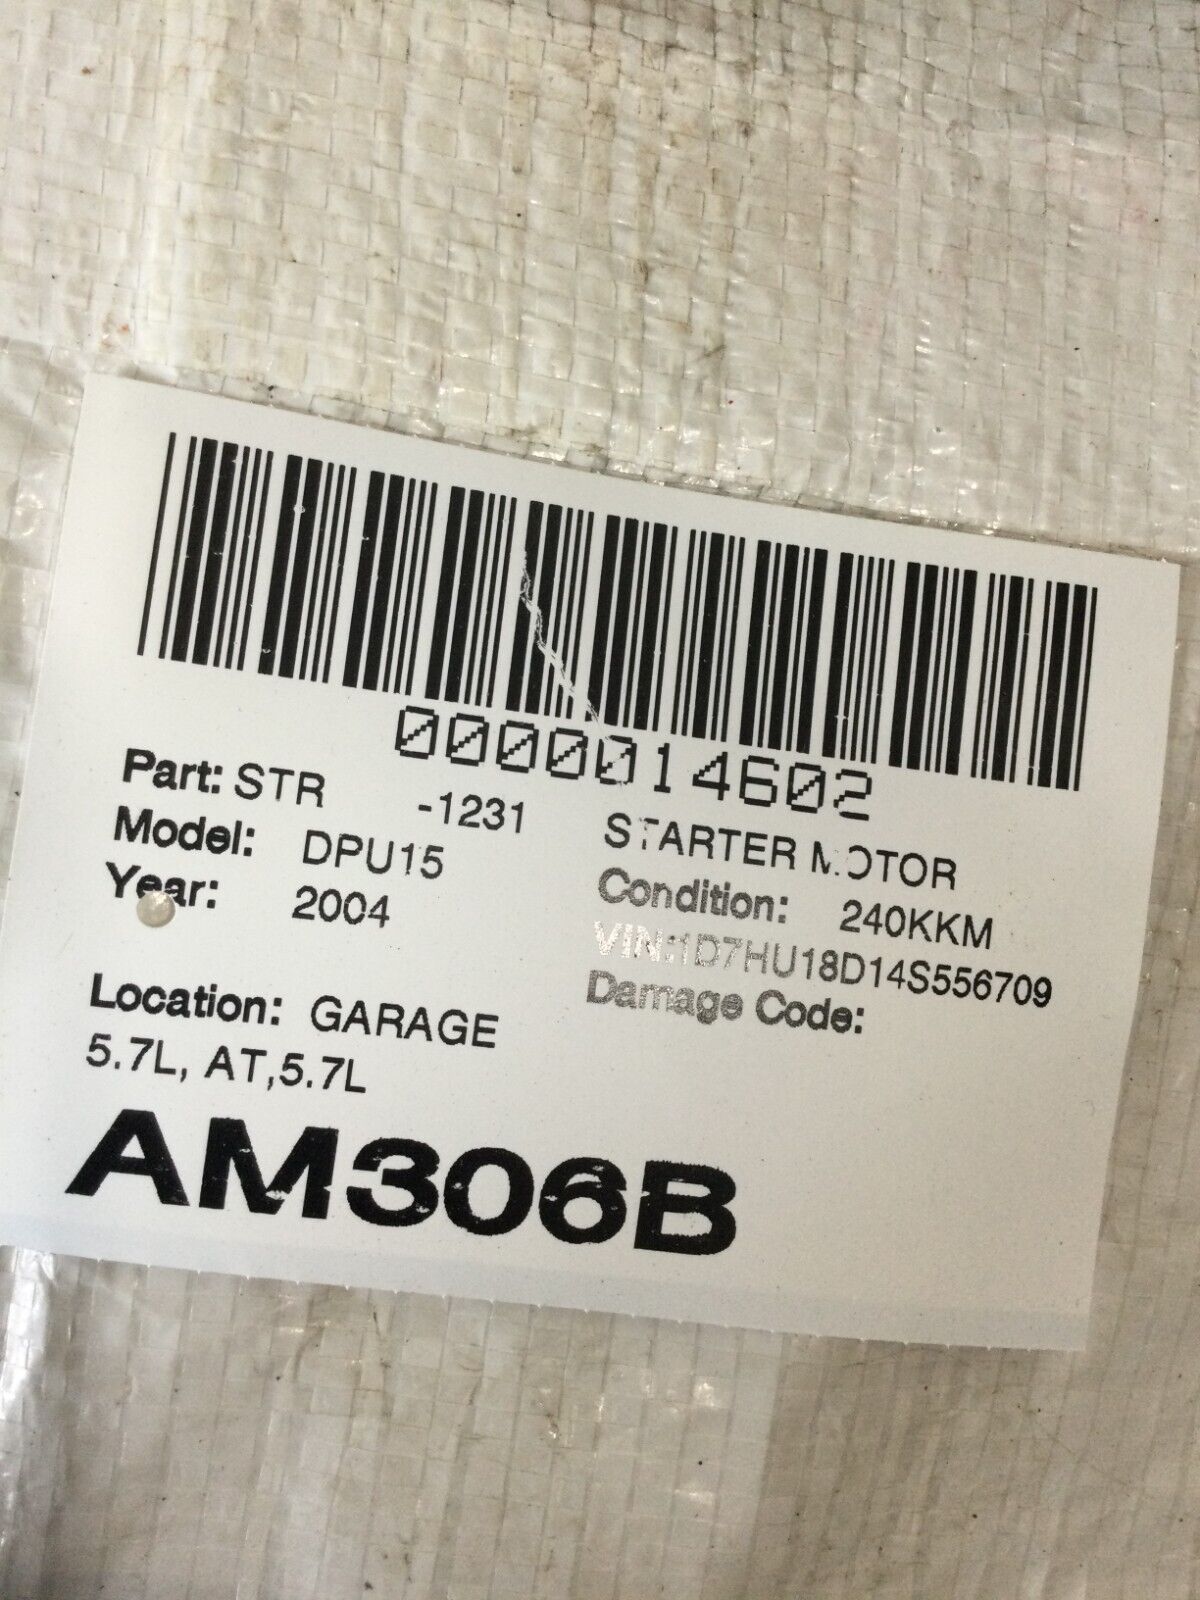 0000014602
Part: STR -1231 STARTER MOTOR
Model: DPU15 Condition: 240KKM
Year: 2004 VIN:1D7HU18D14S556709
Damage Code:
Location: GARAGE
5.7L, AT,5.7L
AM306B